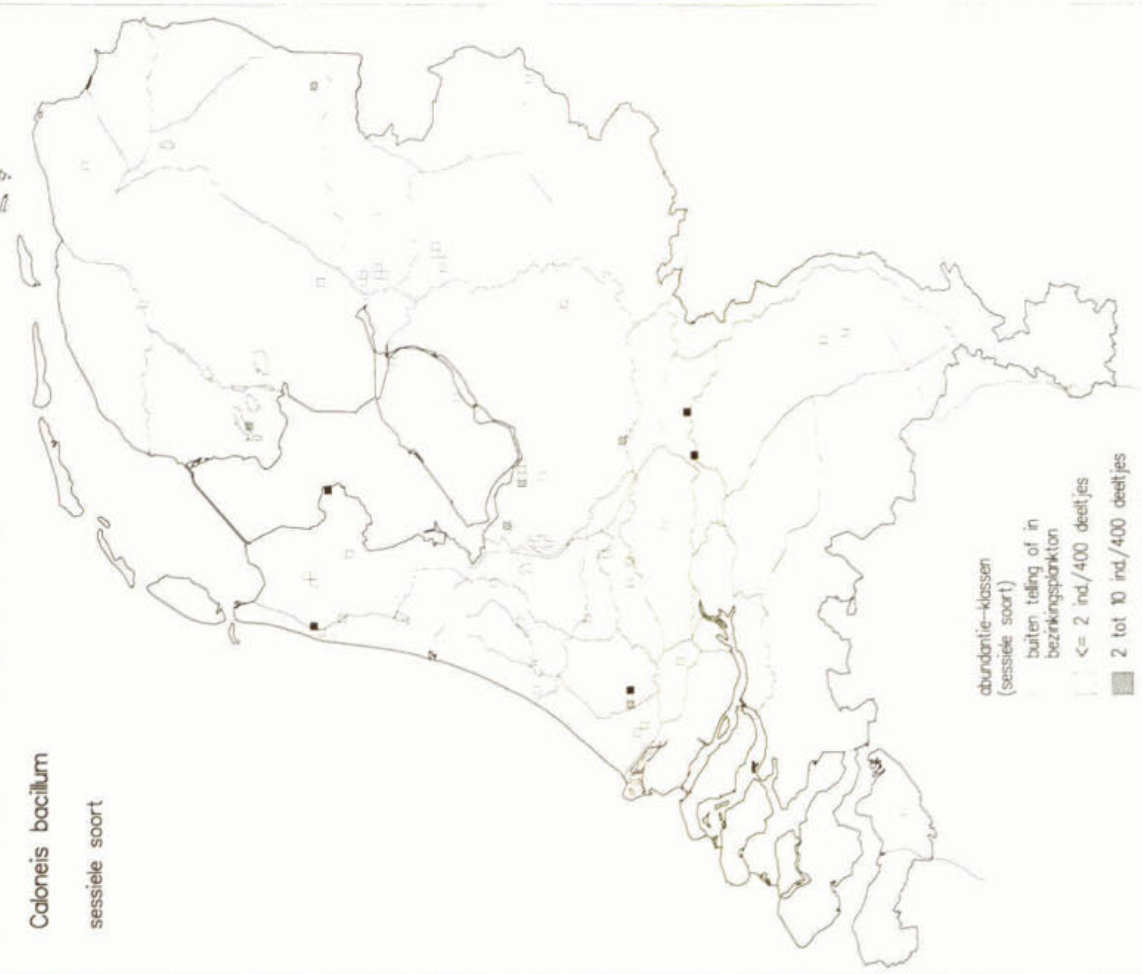 Caloneis bacillum
sessiele soort
abundantie-klassen
(sessiele soort)
buiten telling of in
bezinkingsplankton
<= 2 ind./400 deeltjes
2 tot 10 ind./400 deeltjes